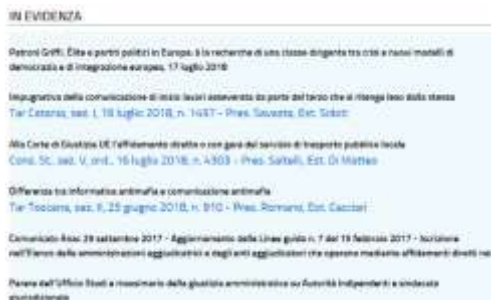 IN EVIDENZA
Patroni Griffi, Élite e partiti politici in Europa: à la recherche di una classe dirigente tra crisi e nuovi modelli di
democrazia e di integrazione europea, 17 luglio 2018
Impugnativa della comunicazione di inizio lavori asseverata da parte del terzo che si ritenga leso dalla stessa
Tar Catania, sez. I, 16 luglio 2018, n. 1497 - Pres. Savasta, Est.
Alla Corte di Giustizia UE l'affidamento diretto o con gara del servizio di trasporto pubblico locale
Cons. St., sez. V, ord., 16 luglio 2018, n. 4303 - Pres. Saltelli, Est. Di Matteo
Differenza tra informativa antimafia e comunicazione antimafia
Tar Toscana, sez. II, 25 giugno 2018, n. 910 - Pres. Romano, Est. Cacciari
Comunicato Anac 29 settembre 2017 - Aggiornamento delle Linee guida n. 7 del 15 febbraio 2017 - Iscrizione
nell'Elenco delle amministrazioni aggiudicatrici e degli enti aggiudicatori che operano mediante affidamenti diretti nei
Parere dell'Ufficio Studi e massimario della giustizia amministrativa su Autorità indipendenti e sindacato
giurisdizionale